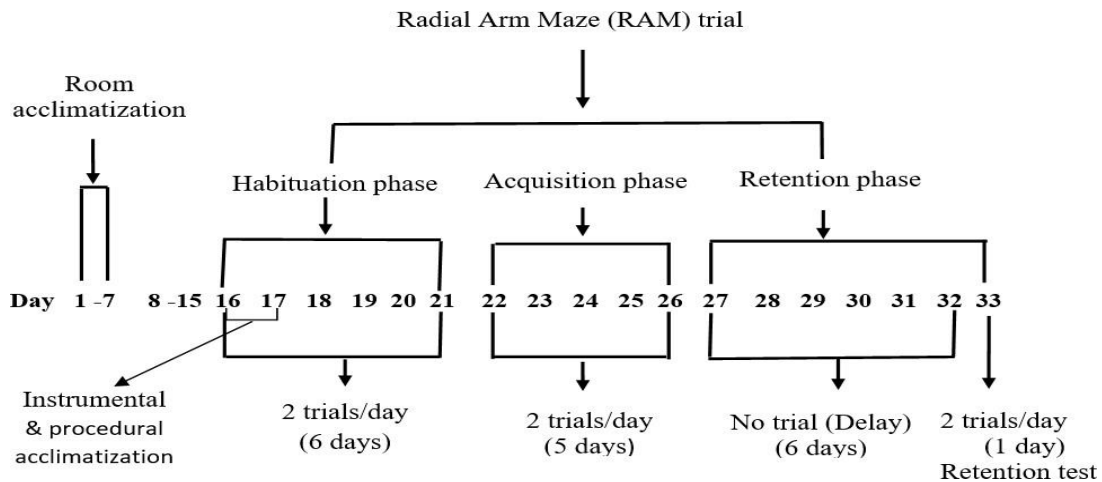 Radial Arm Maze (RAM) trial
Room
acclimatization
Habituation phase
Acquisition phase
Retention phase
Day 1 -7 8 -15 16 17 18 19 20 21 22 23 24 25 26 27 28 29 30 31 32 33
Instrumental
& procedural
acclimatization
2 trials/day
(6 days)
2 trials/day
(5 days)
No trial (Delay)
(6 days)
2 trials/day
(1 day)
Retention test